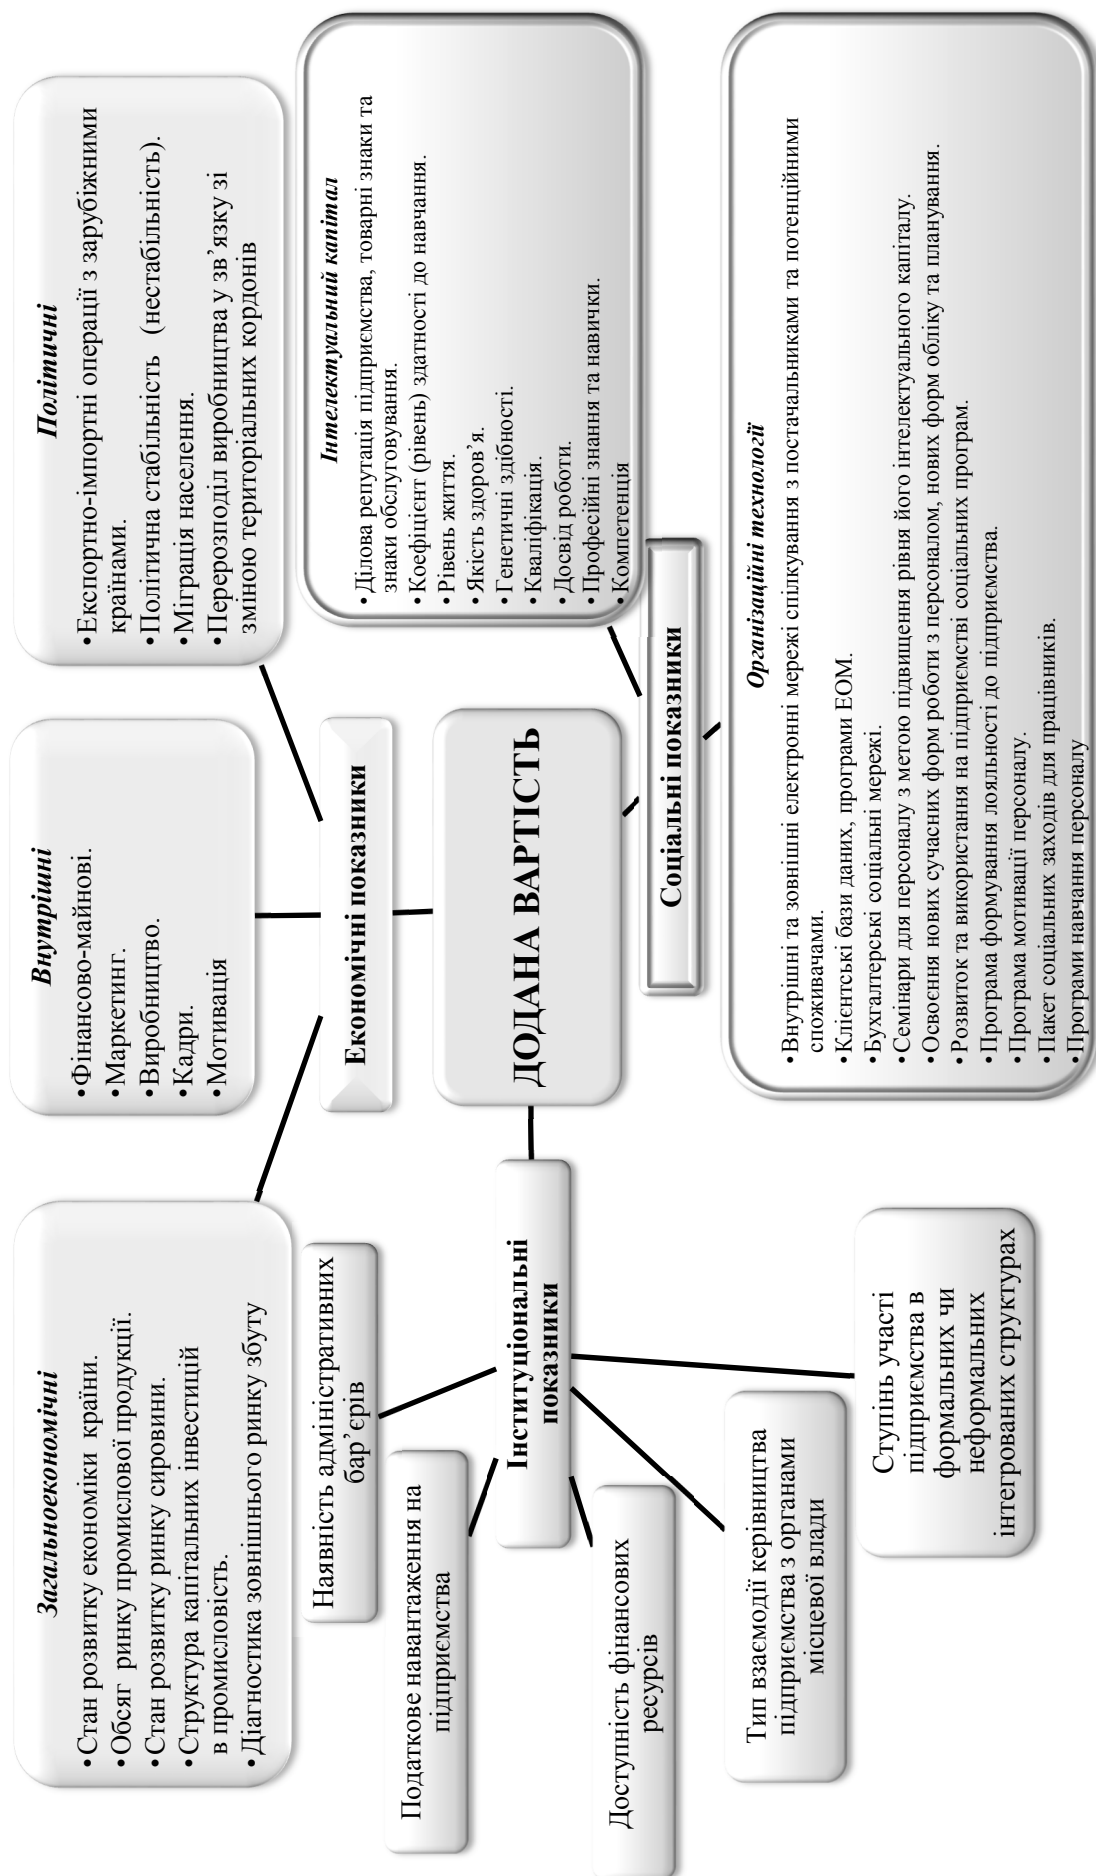 Загальноекономічні
•Стан розвитку економіки країни.
•Обсяг ринку промислової продукції.
•Стан розвитку ринку сировини.
•Структура капітальних інвестицій
в промисловість.
•Діагностика зовнішнього ринку збуту
Внутрішні
•Фінансово-майнові.
•Маркетинг.
•Виробництво.
•Кадри.
•Мотивація
Політичні
•Експортно-імпортні операції з зарубіжними
країнами.
•Політична стабільність (нестабільність).
•Міграція населення.
•Перерозподіл виробництва у зв’язку зі
зміною територіальних кордонів
Економічні показники
ДОДАНА ВАРТІСТЬ
Інтелектуальний капітал
•Ділова репутація підприємства, товарні знаки та
знаки обслуговування.
•Коефіцієнт (рівень) здатності до навчання.
•Рівень життя.
•Якість здоров’я.
•Генетичні здібності.
•Кваліфікація.
•Досвід роботи.
•Професійні знання та навички.
•Компетенція
Соціальні показники
Інституціональні
показники
Наявність адміністративних
бар’єрів
Податкове навантаження на
підприємства
Доступність фінансових
ресурсів
Тип взаємодії керівництва
підприємства з органами
місцевої влади
Ступінь участі
підприємства в
формальних чи
неформальних
інтегрованих структурах
Організаційні технології
•Внутрішні та зовнішні електронні мережі спілкування з постачальниками та потенційними
споживачами.
•Клієнтські бази даних, програми ЕОМ.
•Бухгалтерські соціальні мережі.
•Семінари для персоналу з метою підвищення рівня його інтелектуального капіталу.
•Освоєння нових сучасних форм роботи з персоналом, нових форм обліку та планування.
•Розвиток та використання на підприємстві соціальних програм.
•Програма формування лояльності до підприємства.
•Програма мотивації персоналу.
•Пакет соціальних заходів для працівників.
•Програми навчання персоналу